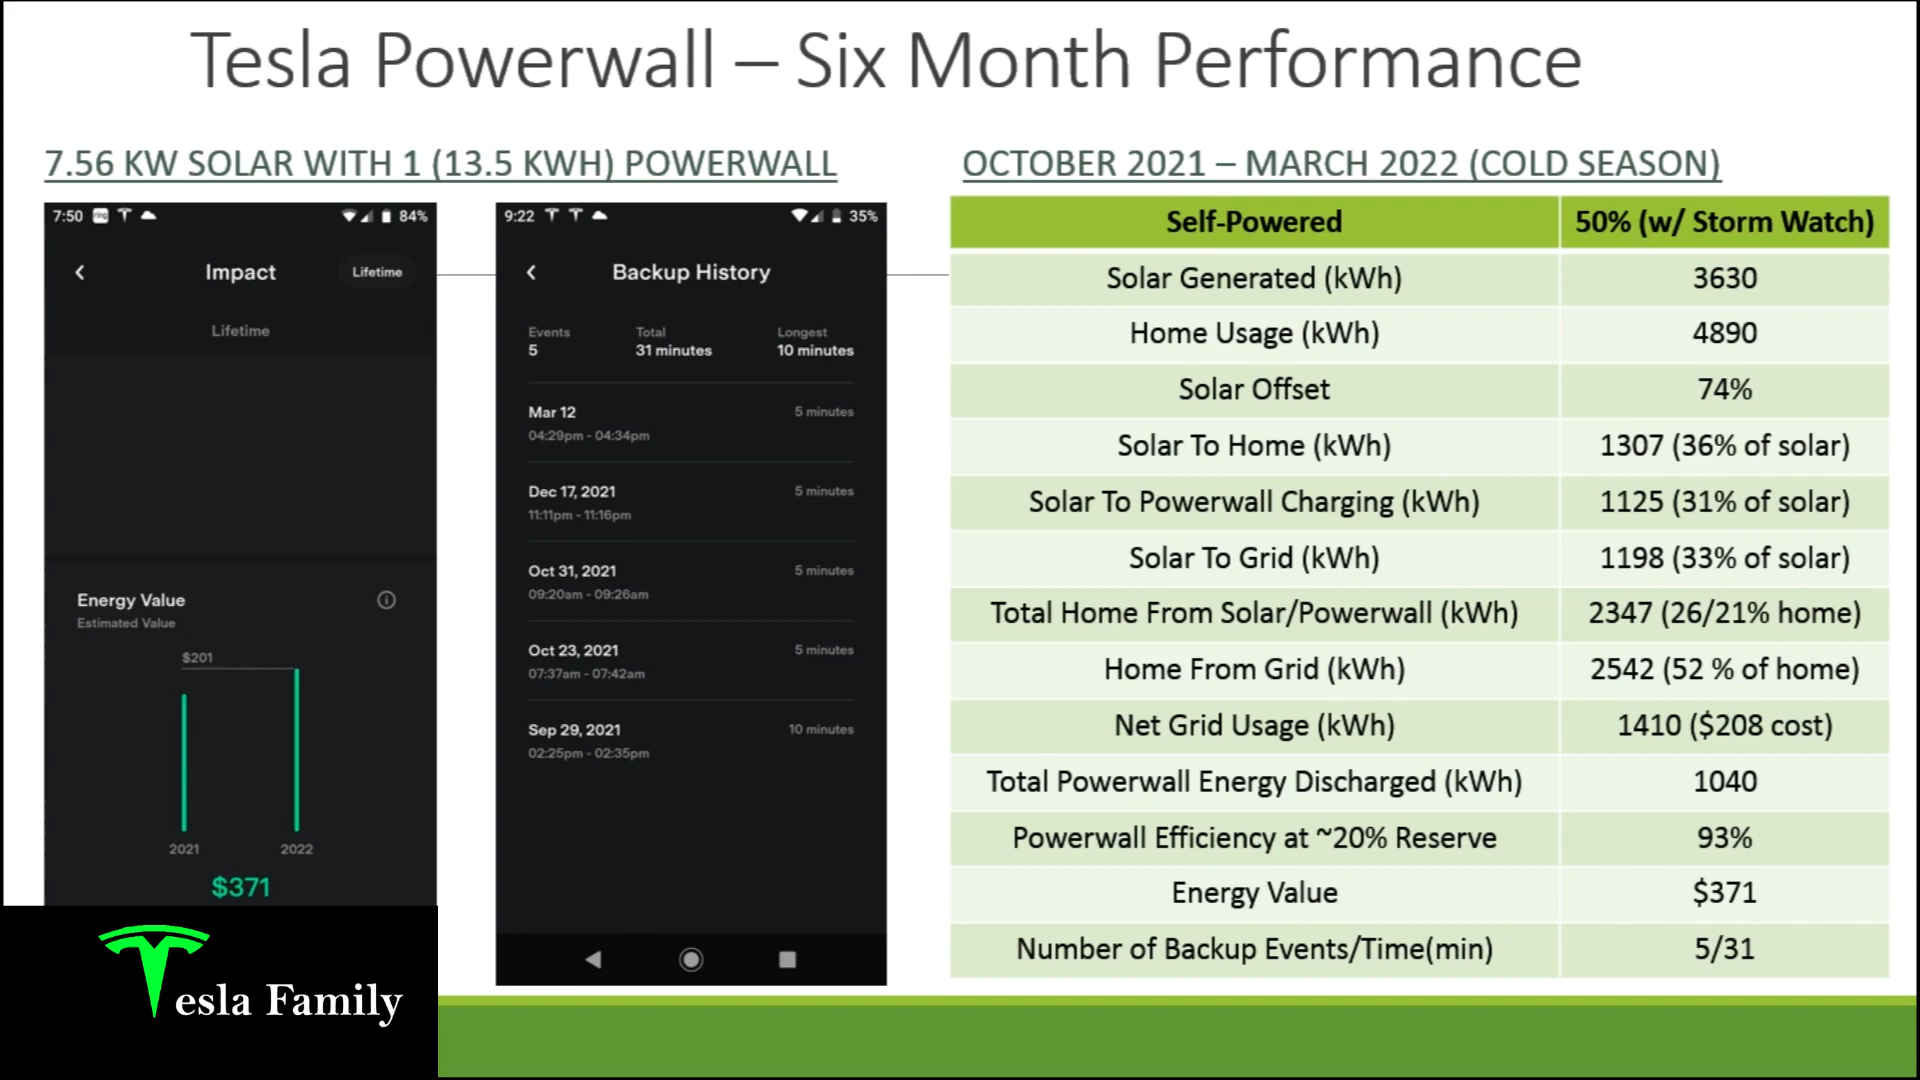 Tesla Powerwall – Six Month Performance
7.56 KW SOLAR WITH 1 (13.5 KWH) POWERWALL
7:50
84%
Impact
Lifetime
Lifetime
Energy Value
Estimated Value
$201
2021
2022
$371
esla Family
9:22
35%
Backup History
Events
Total
Longest
5
31 minutes
10 minutes
Mar 12
5 minutes
04:29pm - 04:34pm
Dec 17, 2021
5 minutes
11:11pm - 11:16pm
Oct 31, 2021
5 minutes
09:20am - 09:26am
Oct 23, 2021
5 minutes
07:37am - 07:42am
Sep 29, 2021
10 minutes
02:25pm - 02:35pm
OCTOBER 2021 – MARCH 2022 (COLD SEASON)
Self-Powered 50% (w/ Storm Watch)
Solar Generated (kWh) 3630
Home Usage (kWh) 4890
Solar Offset 74%
Solar To Home (kWh) 1307 (36% of solar)
Solar To Powerwall Charging (kWh) 1125 (31% of solar)
Solar To Grid (kWh) 1198 (33% of solar)
Total Home From Solar/Powerwall (kWh) 2347 (26/21% home)
Home From Grid (kWh) 2542 (52 % of home)
Net Grid Usage (kWh) 1410 ($208 cost)
Total Powerwall Energy Discharged (kWh) 1040
Powerwall Efficiency at ~20% Reserve 93%
Energy Value $371
Number of Backup Events/Time(min) 5/31